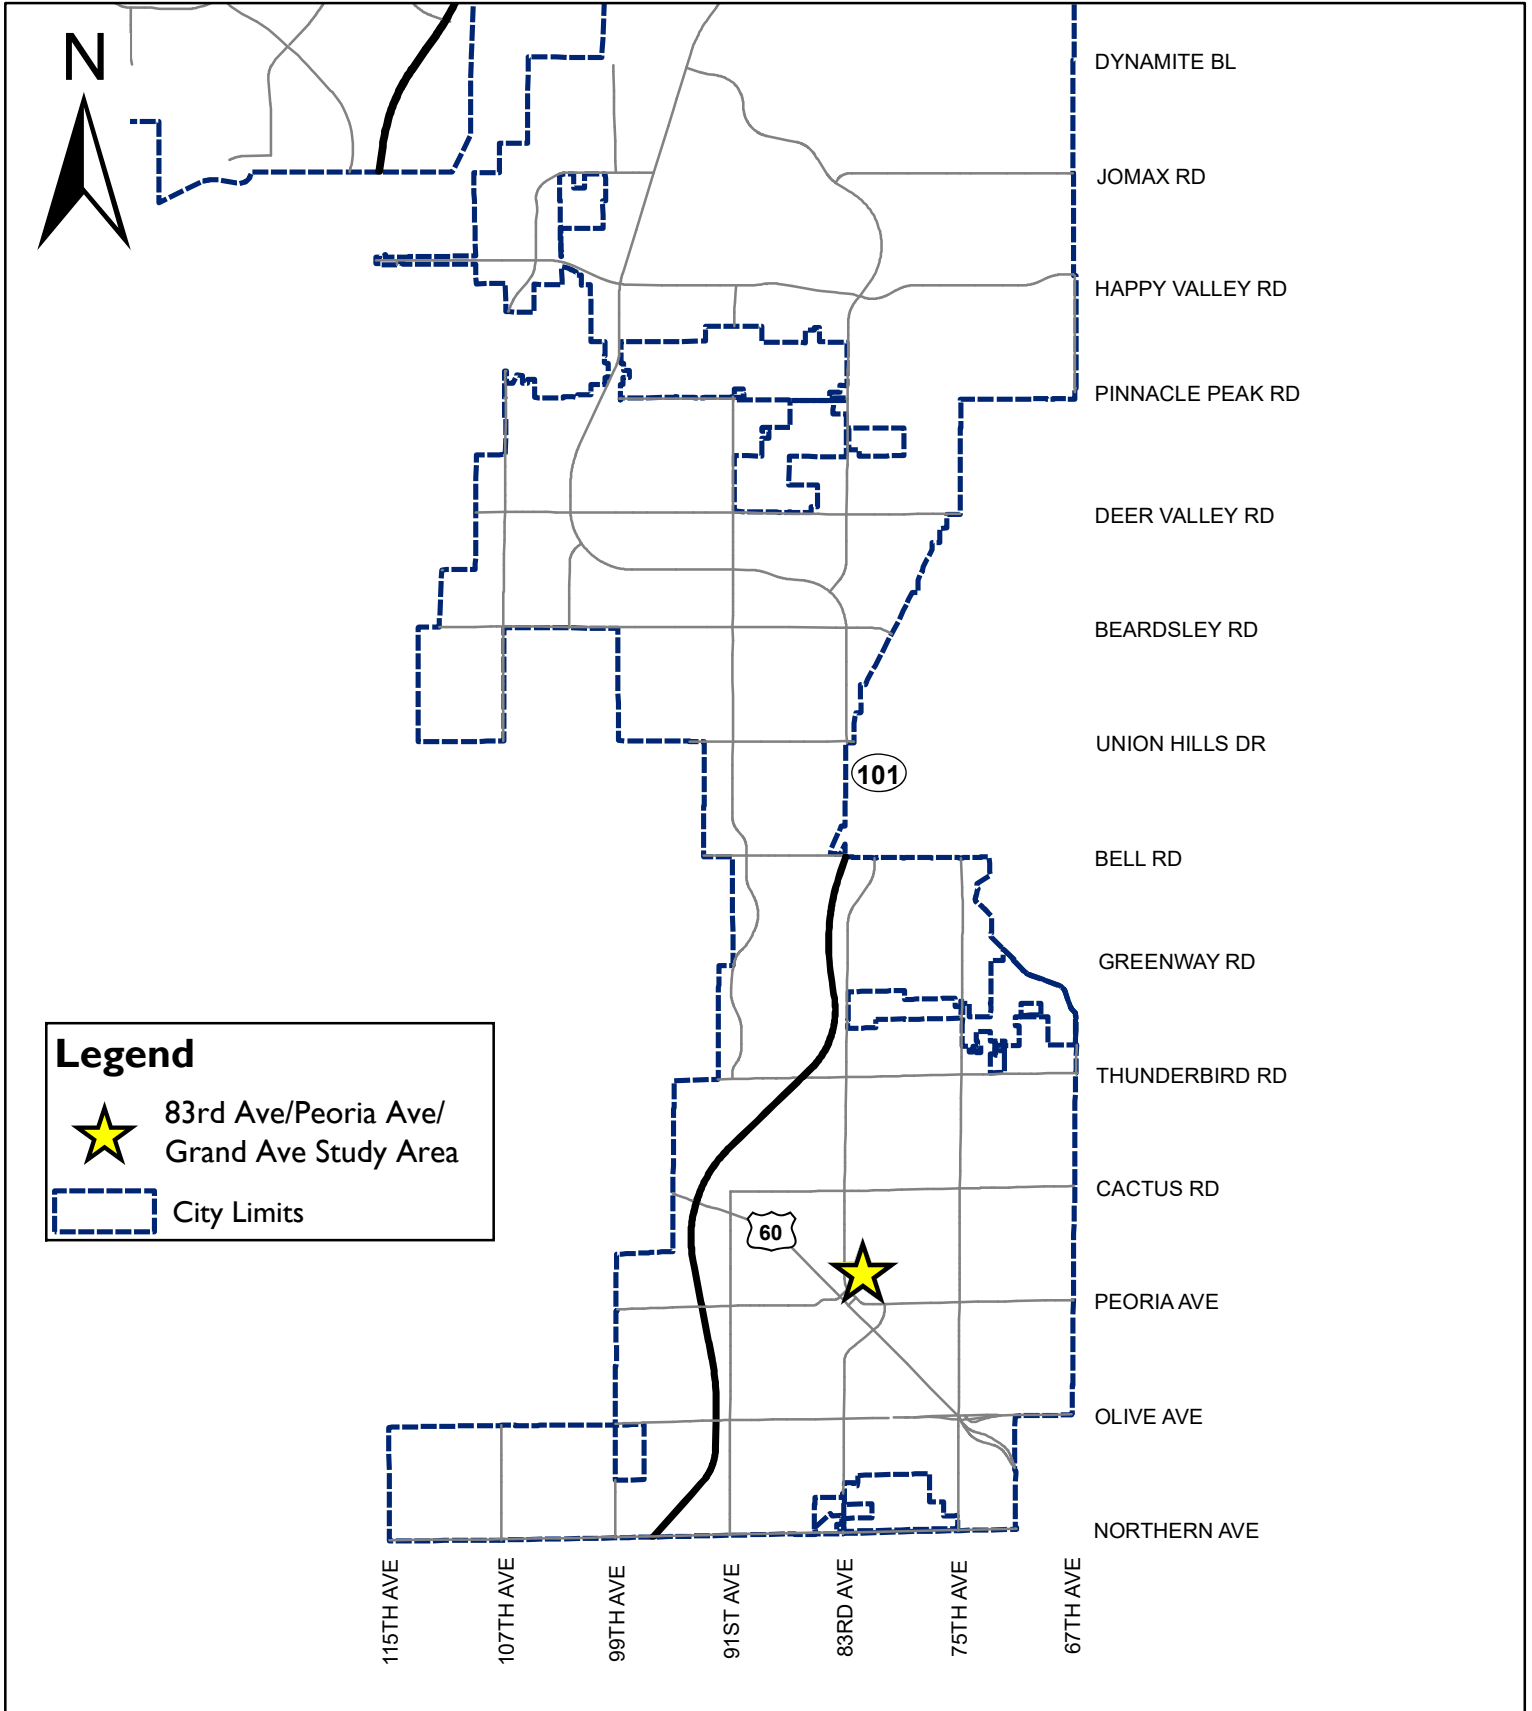 N
DYNAMITE BL
JOMAX RD
HAPPY VALLEY RD
PINNACLE PEAK RD
DEER VALLEY RD
BEARDSLEY RD
UNION HILLS DR
101
BELL RD
GREENWAY RD
Legend
83rd Ave/Peoria Ave/
Grand Ave Study Area
City Limits
THUNDERBIRD RD
CACTUS RD
60
PEORIA AVE
OLIVE AVE
NORTHERN AVE
115TH AVE
107TH AVE
99TH AVE
91ST AVE
83RD AVE
75TH AVE
67TH AVE